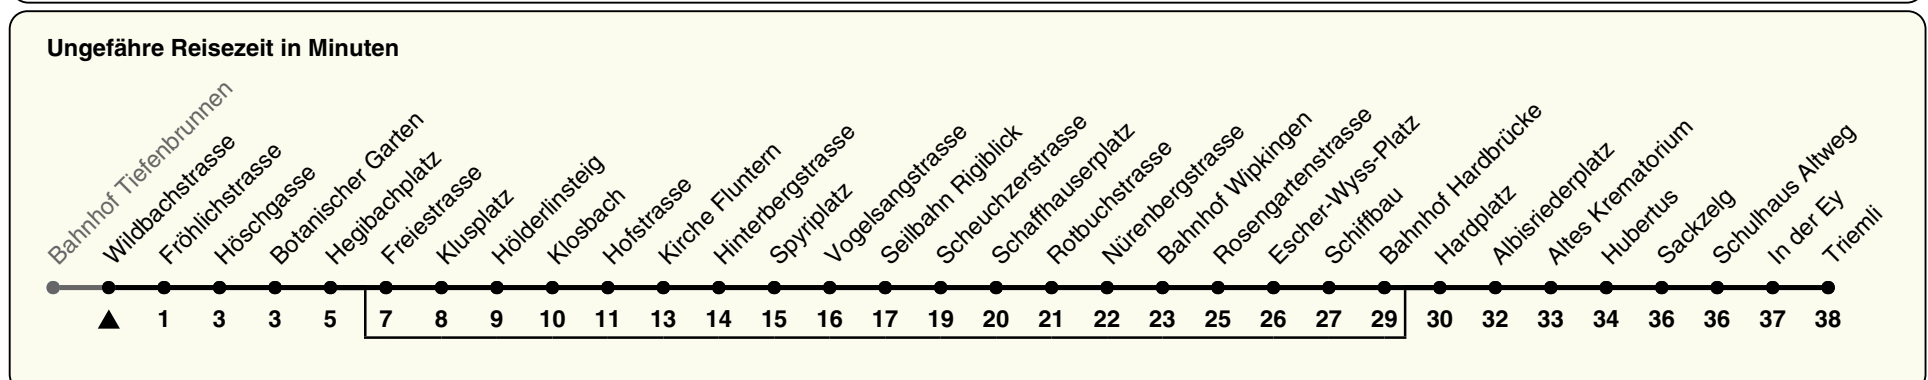 Ungefähre Reisezeit in Minuten
Bahnhof Tiefenbrunnen
Wildbachstrasse
Fröhlichstrasse
Höschgasse
Botanischer Garten
Hegibachplatz
Freiestrasse
Klusplatz
Hölderlinsteig
Klosbach
Hofstrasse
Kirche Fluntern
Hinterbergstrasse
Spyriplatz
Vogelsangstrasse
Seilbahn Rigiblick
Scheuchzerstrasse
Schaffhauserplatz
Rotbuchstrasse
Nürenbergstrasse
Bahnhof Wipkingen
Rosengartenstrasse
Escher-Wyss-Platz
Schiffbau
Bahnhof Hardbrücke
Hardplatz
Albisriederplatz
Altes Krematorium
Hubertus
Sackzelg
Schulhaus Altweg
In der Ey
Triemli
1 3 3 5 7 8 9 10 11 13 14 15 16 17 19 20 21 22 23 25 26 27 29 30 32 33 34 36 36 37 38